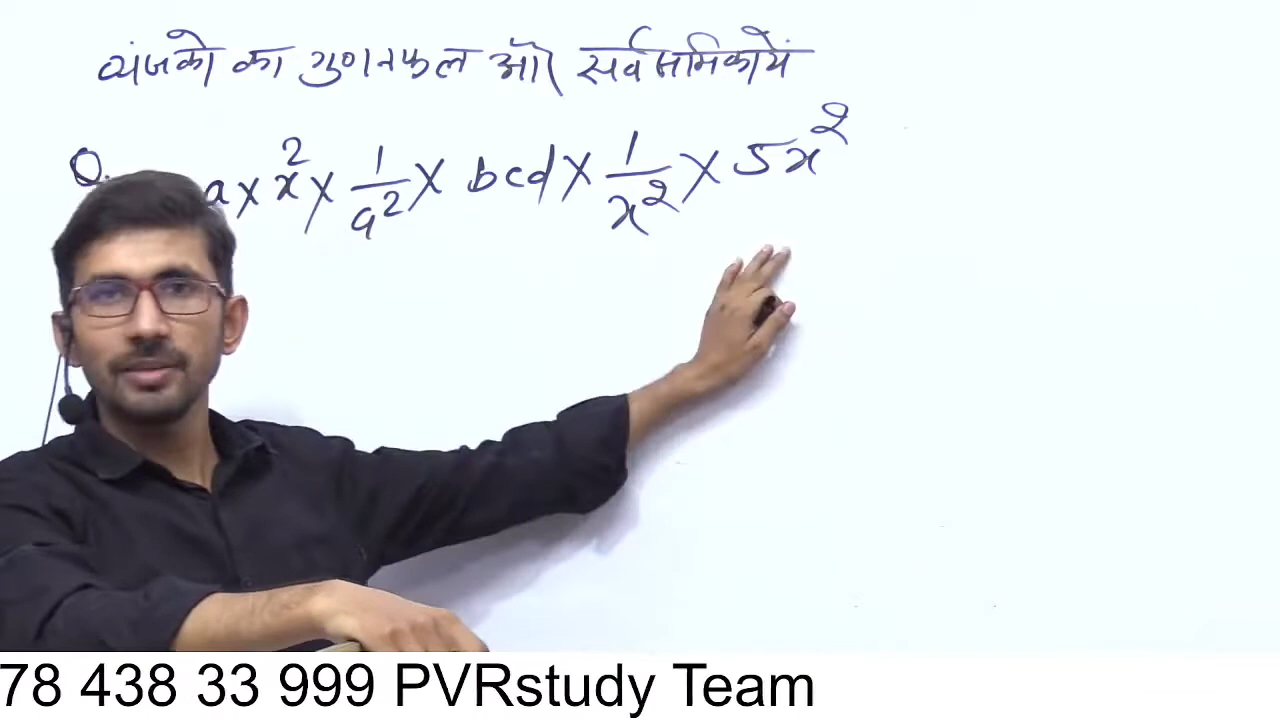 व्यंजको का गुणनफल और सर्वसमिकायें
Q. a × x² × 1/a² × bcd × 1/x² × 5x²
78 438 33 999 PVRstudy Team